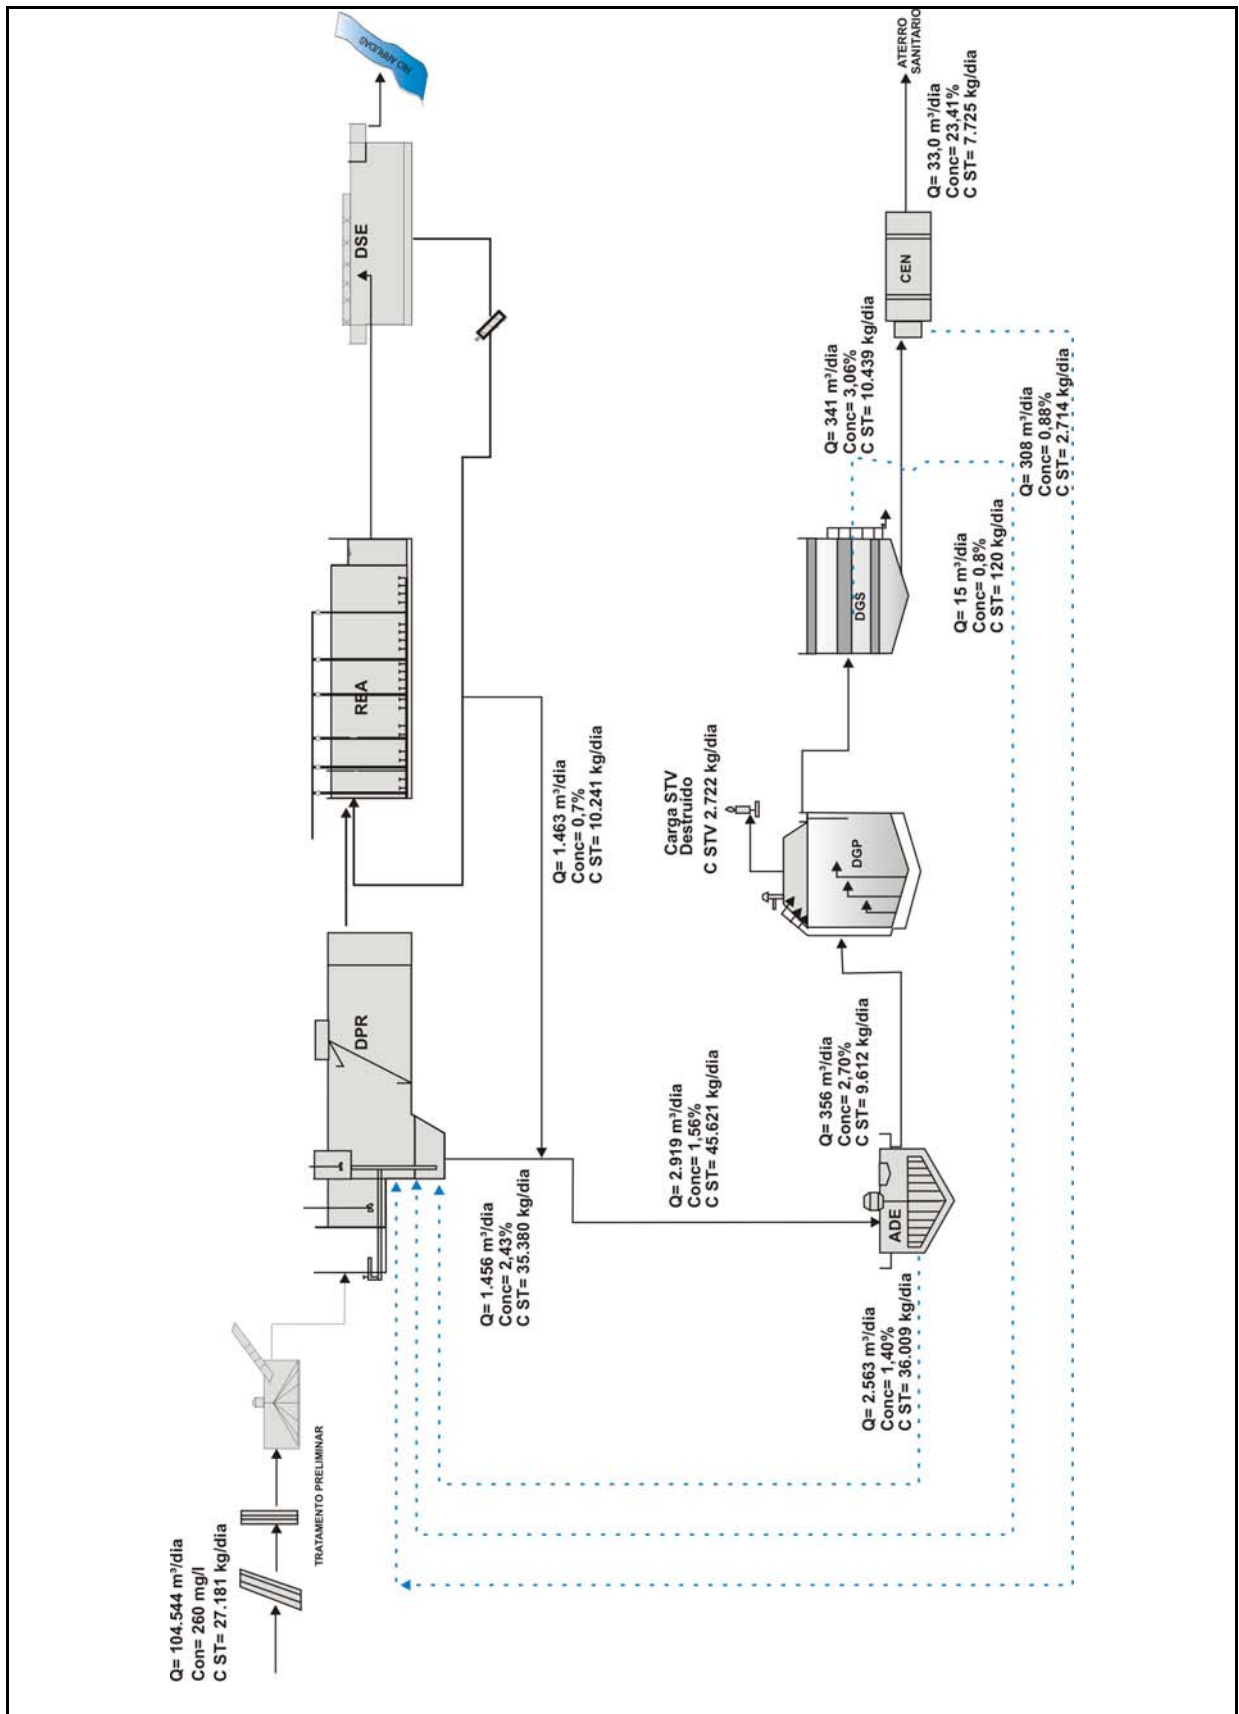 Q= 104.544 m³/dia
Con= 260 mg/l
C ST= 27.181 kg/dia
TRATAMENTO PRELIMINAR
DPR
REA
DSE
RIO ARRUDAS
Q= 1.456 m³/dia
Conc= 2,43%
C ST= 35.380 kg/dia
Q= 1.463 m³/dia
Conc= 0,7%
C ST= 10.241 kg/dia
Q= 2.919 m³/dia
Conc= 1,56%
C ST= 45.621 kg/dia
Carga STV
Destruído
C STV 2.722 kg/dia
Q= 2.563 m³/dia
Conc= 1,40%
C ST= 36.009 kg/dia
ADE
Q= 356 m³/dia
Conc= 2,70%
C ST= 9.612 kg/dia
DGP
DGS
Q= 341 m³/dia
Conc= 3,06%
C ST= 10.439 kg/dia
CEN
Q= 33,0 m³/dia
Conc= 23,41%
C ST= 7.725 kg/dia
ATERRO
SANITARIO
Q= 15 m³/dia
Conc= 0,8%
C ST= 120 kg/dia
Q= 308 m³/dia
Conc= 0,88%
C ST= 2.714 kg/dia